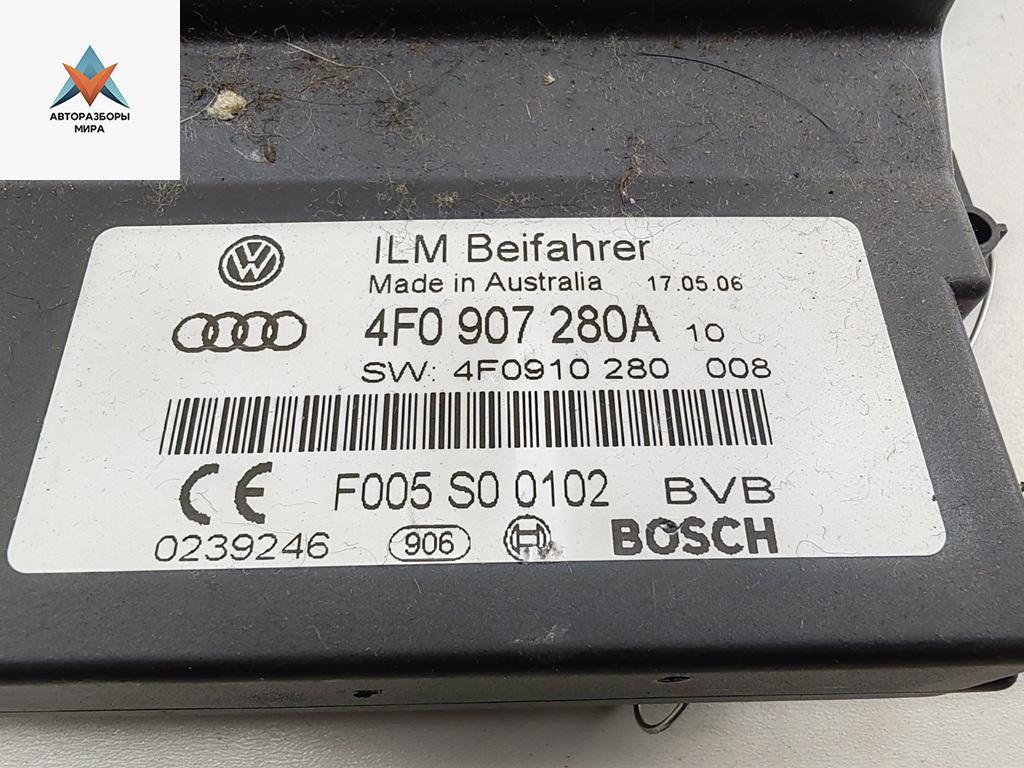 АВТОРАЗБОРЫ
МИРА
ILM Beifahrer
Made in Australia 17.05.06
4F0 907 280A 10
SW: 4F0910 280 008
F005 S0 0102 BVB
0239246 906 BOSCH